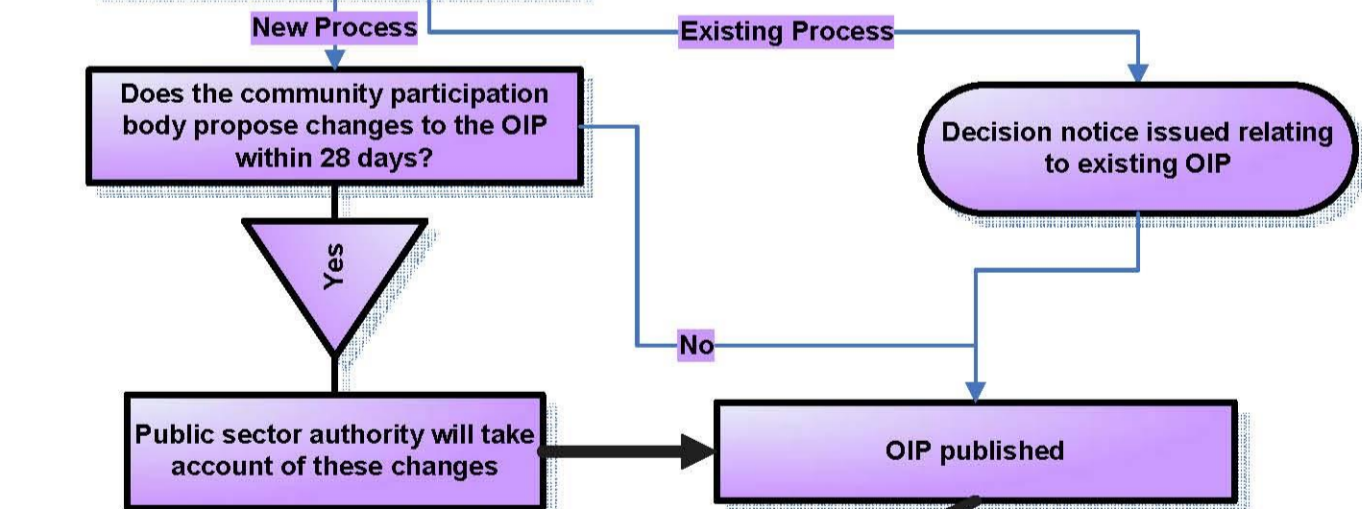 New Process
Existing Process
Does the community participation
body propose changes to the OIP
within 28 days?
Decision notice issued relating
to existing OIP
Yes
No
Public sector authority will take
account of these changes
OIP published